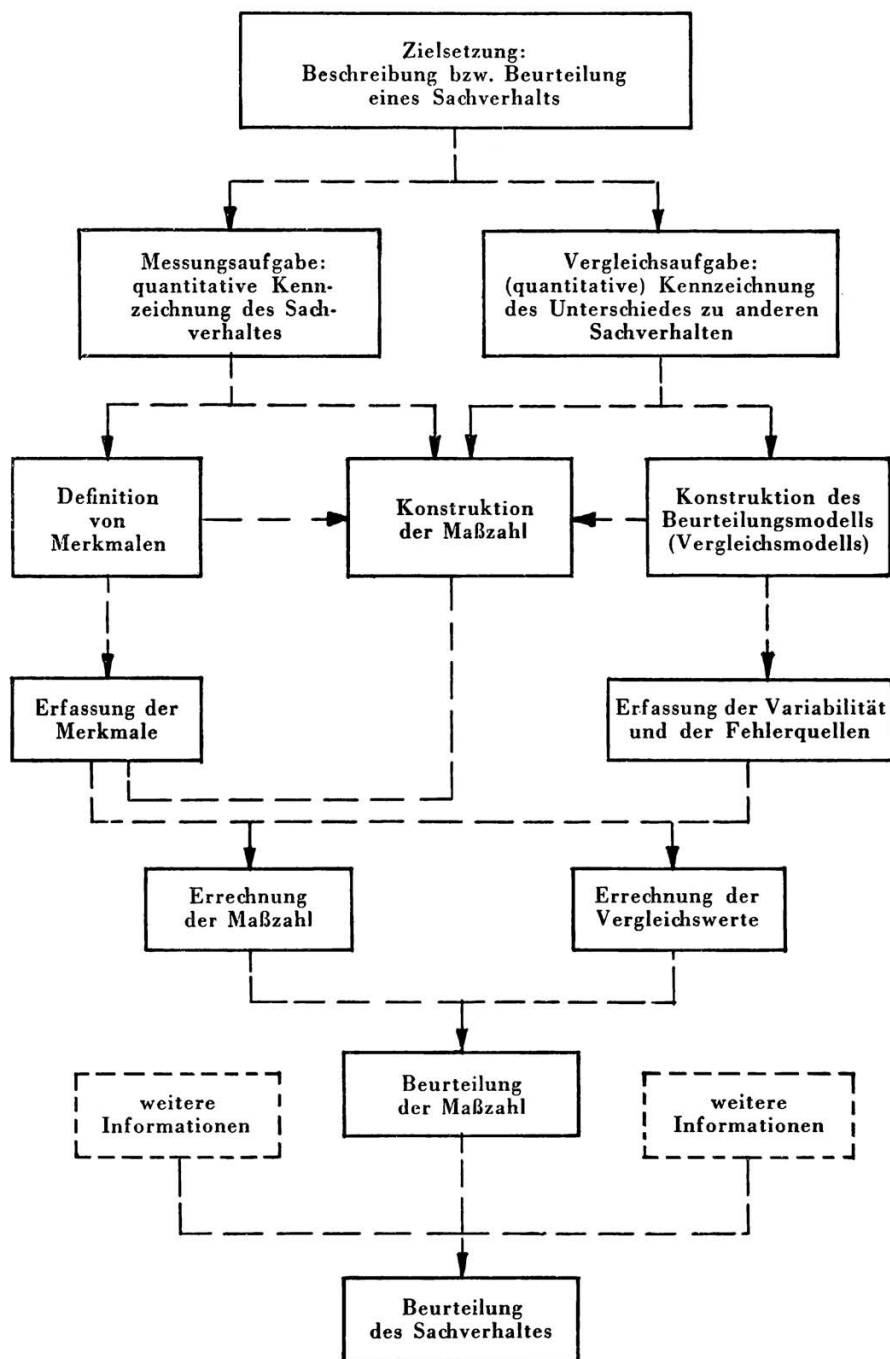 Zielsetzung:
Beschreibung bzw. Beurteilung
eines Sachverhalts
Messungsaufgabe:
quantitative Kenn-
zeichnung des Sach-
verhaltes
Vergleichsaufgabe:
(quantitative) Kennzeichnung
des Unterschiedes zu anderen
Sachverhalten
Definition
von
Merkmalen
Konstruktion
der Maßzahl
Konstruktion des
Beurteilungsmodells
(Vergleichsmodells)
Erfassung der
Merkmale
Erfassung der Variabilität
und der Fehlerquellen
Errechnung
der Maßzahl
Errechnung der
Vergleichswerte
weitere
Informationen
Beurteilung
der Maßzahl
weitere
Informationen
Beurteilung
des Sachverhaltes